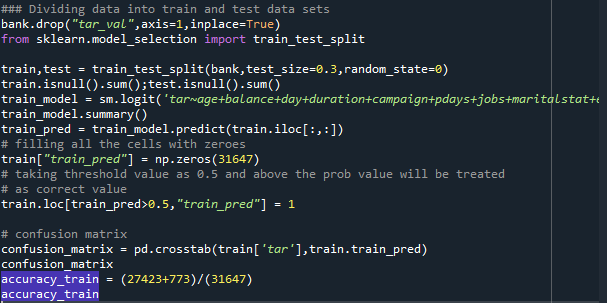 ### Dividing data into train and test data sets
bank.drop("tar_val",axis=1,inplace=True)
from sklearn.model_selection import train_test_split
train,test = train_test_split(bank,test_size=0.3,random_state=0)
train.isnull().sum();test.isnull().sum()
train_model = sm.logit('tar~age+balance+day+duration+campaign+pdays+jobs+maritalstat+e
train_model.summary()
train_pred = train_model.predict(train.iloc[:,:])
# filling all the cells with zeroes
train["train_pred"] = np.zeros(31647)
# taking threshold value as 0.5 and above the prob value will be treated
# as correct value
train.loc[train_pred>0.5,"train_pred"] = 1
# confusion matrix
confusion_matrix = pd.crosstab(train['tar'],train.train_pred)
confusion_matrix
accuracy_train = (27423+773)/(31647)
accuracy_train